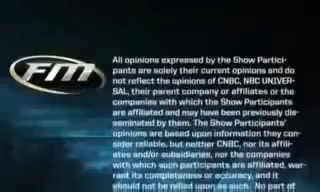 FM
All opinions expressed by the Show Partici-
pants are solely their current opinions and do
not reflect the opinions of CNBC, NBC UNIVER-
SAL, their parent company or affiliates or the
companies with which the Show Participants
are affiliated and may have been previously dis-
seminated by them. The Show Participants'
opinions are based upon information they con-
sider reliable, but neither CNBC, nor its affili-
ates and/or subsidiaries, nor the companies
with which such participants are affiliated, war-
rant its completeness or accuracy, and it
should not be relied upon as such. No part of